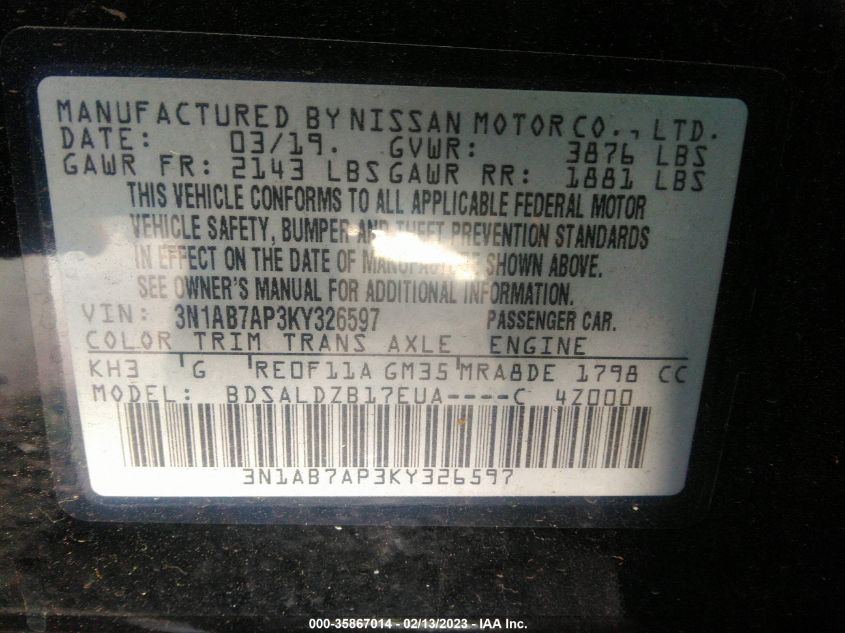 MANUFACTURED BY NISSAN MOTOR CO., LTD.
DATE: 03/19. GVWR: 3876 LBS
GAWR FR: 2143 LBS GAWR RR: 1881 LBS
THIS VEHICLE CONFORMS TO ALL APPLICABLE FEDERAL MOTOR
VEHICLE SAFETY, BUMPER AND THEFT PREVENTION STANDARDS
IN EFFECT ON THE DATE OF MANUFACTURE SHOWN ABOVE.
SEE OWNER'S MANUAL FOR ADDITIONAL INFORMATION.
VIN: 3N1AB7AP3KY326597 PASSENGER CAR.
COLOR TRIM TRANS AXLE ENGINE
KH3 G RE0F11A GM35 MRA8DE 1798 CC
MODEL: BDSALDZB17EUA----C 4Z000
3N1AB7AP3KY326597
000-35867014 — 02/13/2023 — IAA Inc.